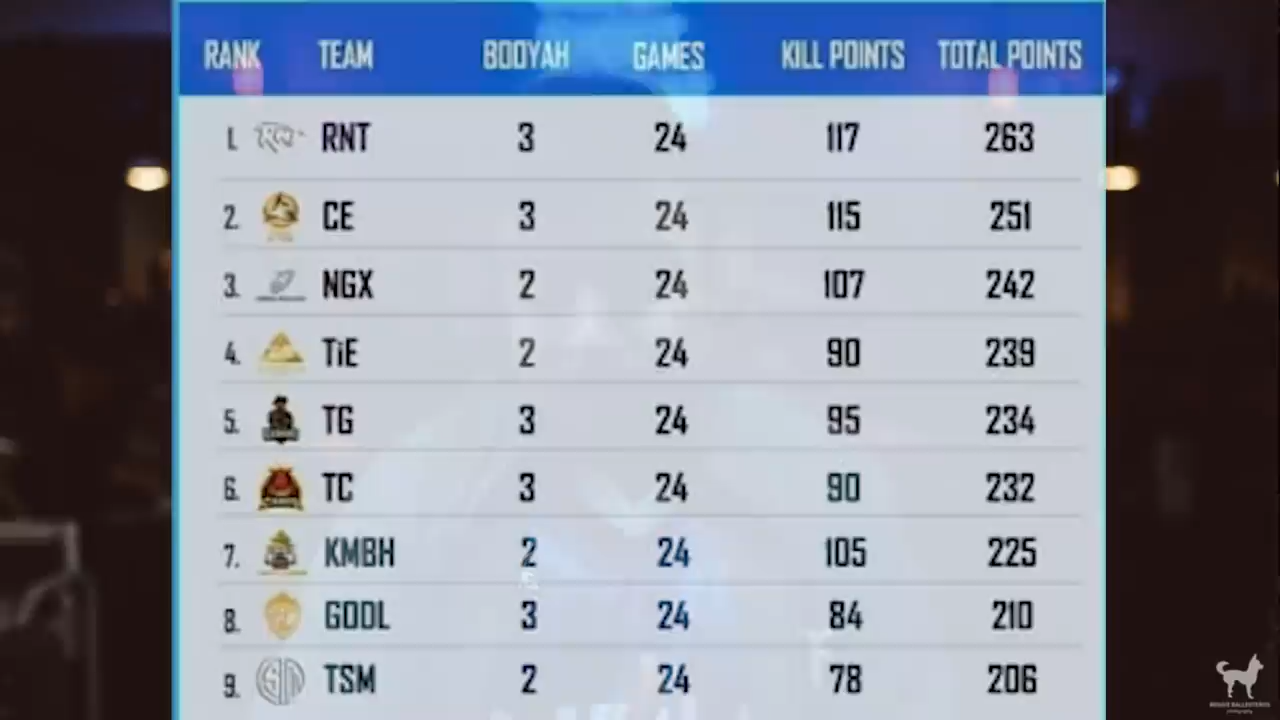 RANK TEAM BOOYAH GAMES KILL POINTS TOTAL POINTS
1. RNT 3 24 117 263
2. CE 3 24 115 251
3. NGX 2 24 107 242
4. TiE 2 24 90 239
5. TG 3 24 95 234
6. TC 3 24 90 232
7. KMBH 2 24 105 225
8. GODL 3 24 84 210
9. TSM 2 24 78 206